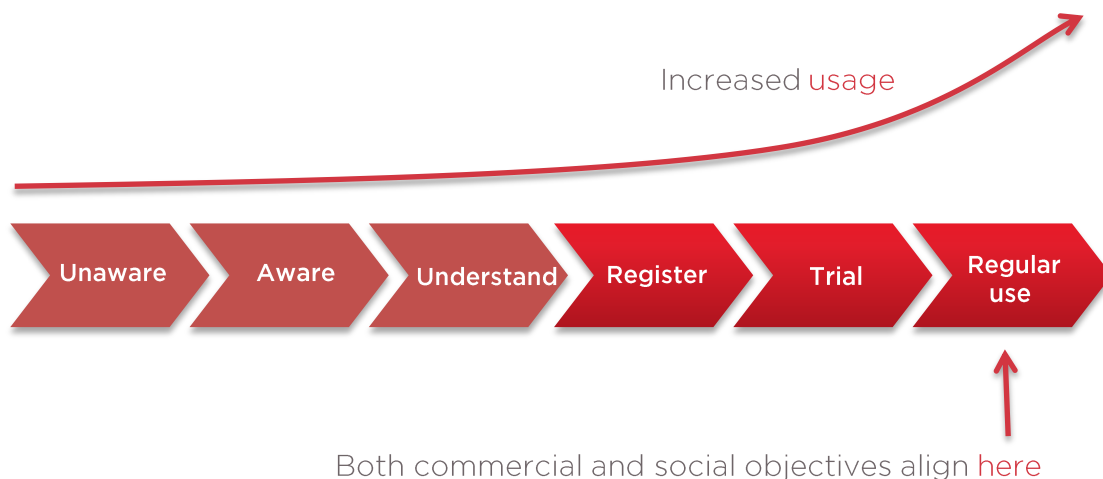 Increased usage
Unaware
Aware
Understand
Register
Trial
Regular
use
Both commercial and social objectives align here